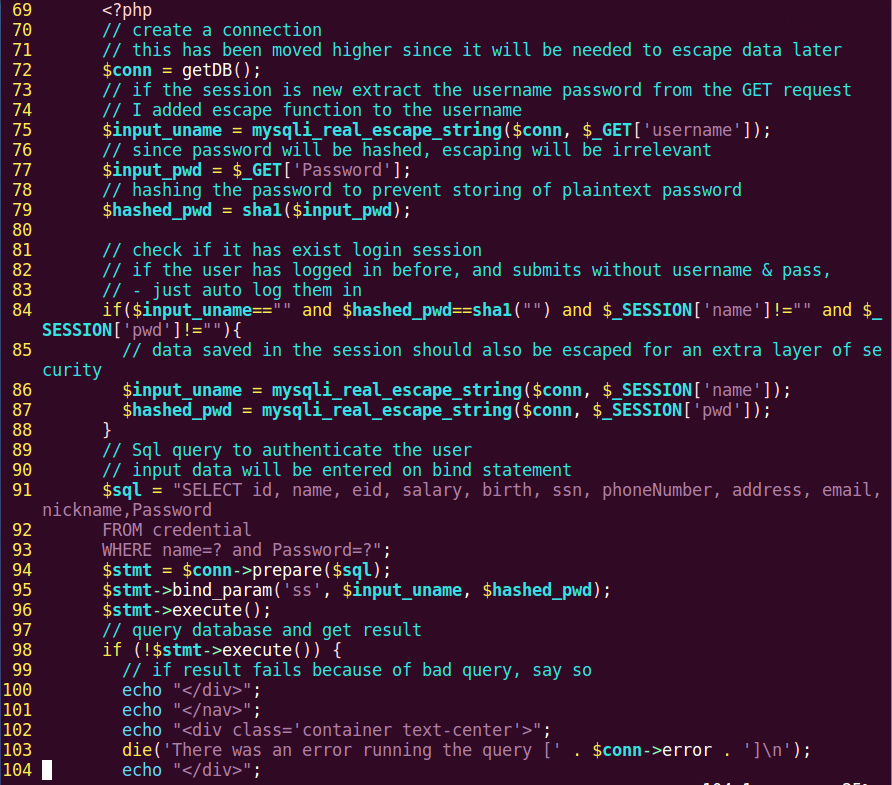 69 <?php
70 // create a connection
71 // this has been moved higher since it will be needed to escape data later
72 $conn = getDB();
73 // if the session is new extract the username password from the GET request
74 // I added escape function to the username
75 $input_uname = mysqli_real_escape_string($conn, $_GET['username']);
76 // since password will be hashed, escaping will be irrelevant
77 $input_pwd = $_GET['Password'];
78 // hashing the password to prevent storing of plaintext password
79 $hashed_pwd = sha1($input_pwd);
80
81 // check if it has exist login session
82 // if the user has logged in before, and submits without username & pass,
83 // - just auto log them in
84 if($input_uname=="" and $hashed_pwd==sha1("") and $_SESSION['name']!="" and $_
SESSION['pwd']!=""){
85 // data saved in the session should also be escaped for an extra layer of se
curity
86 $input_uname = mysqli_real_escape_string($conn, $_SESSION['name']);
87 $hashed_pwd = mysqli_real_escape_string($conn, $_SESSION['pwd']);
88 }
89 // Sql query to authenticate the user
90 // input data will be entered on bind statement
91 $sql = "SELECT id, name, eid, salary, birth, ssn, phoneNumber, address, email,
nickname,Password
92 FROM credential
93 WHERE name=? and Password=?";
94 $stmt = $conn->prepare($sql);
95 $stmt->bind_param('ss', $input_uname, $hashed_pwd);
96 $stmt->execute();
97 // query database and get result
98 if (!$stmt->execute()) {
99 // if result fails because of bad query, say so
100 echo "</div>";
101 echo "</nav>";
102 echo "<div class='container text-center'>";
103 die('There was an error running the query [' . $conn->error . ']\n');
104 echo "</div>";